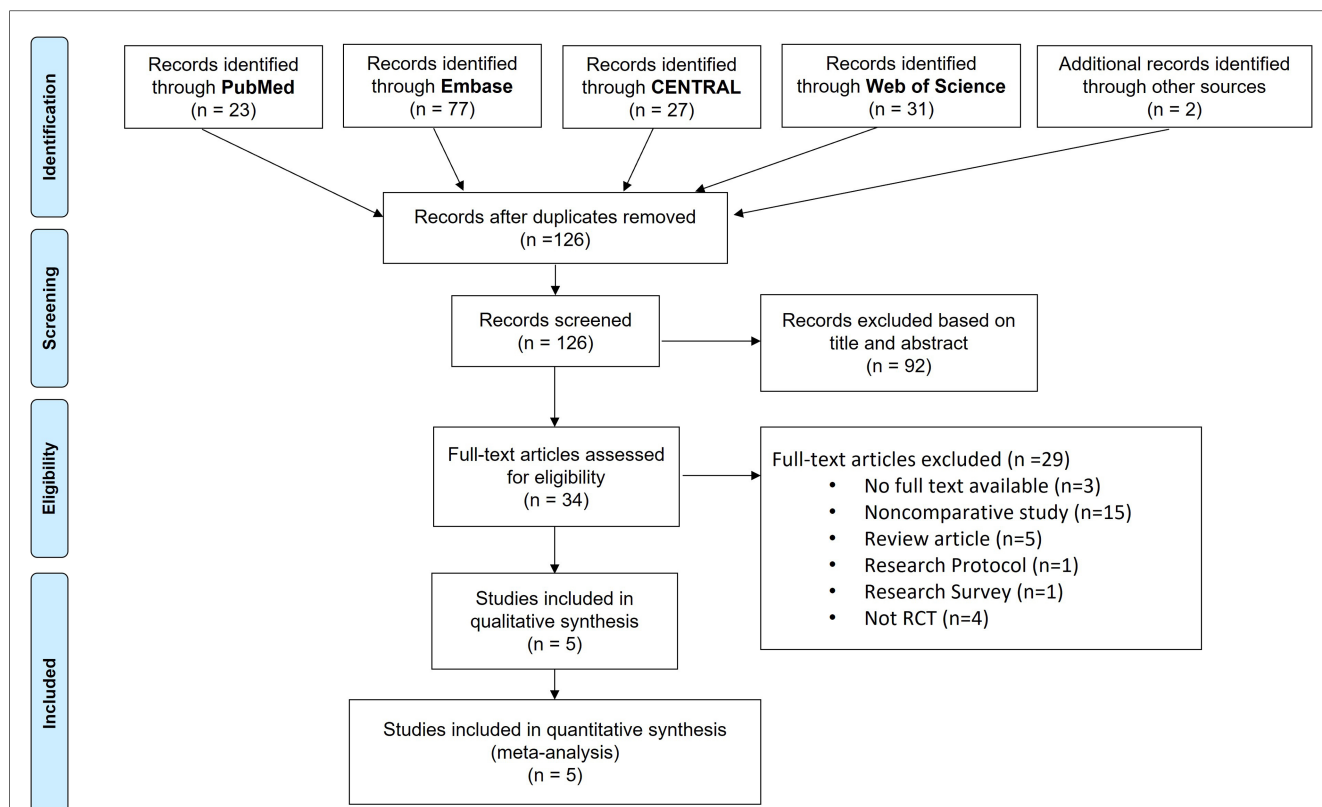 Identification
Records identified
through PubMed
(n = 23)
Records identified
through Embase
(n = 77)
Records identified
through CENTRAL
(n = 27)
Records identified
through Web of Science
(n = 31)
Additional records identified
through other sources
(n = 2)
Records after duplicates removed
(n =126)
Screening
Records screened
(n = 126)
Records excluded based on
title and abstract
(n = 92)
Eligibility
Full-text articles assessed
for eligibility
(n = 34)
Full-text articles excluded (n =29)
• No full text available (n=3)
• Noncomparative study (n=15)
• Review article (n=5)
• Research Protocol (n=1)
• Research Survey (n=1)
• Not RCT (n=4)
Included
Studies included in
qualitative synthesis
(n = 5)
Studies included in quantitative synthesis
(meta-analysis)
(n = 5)